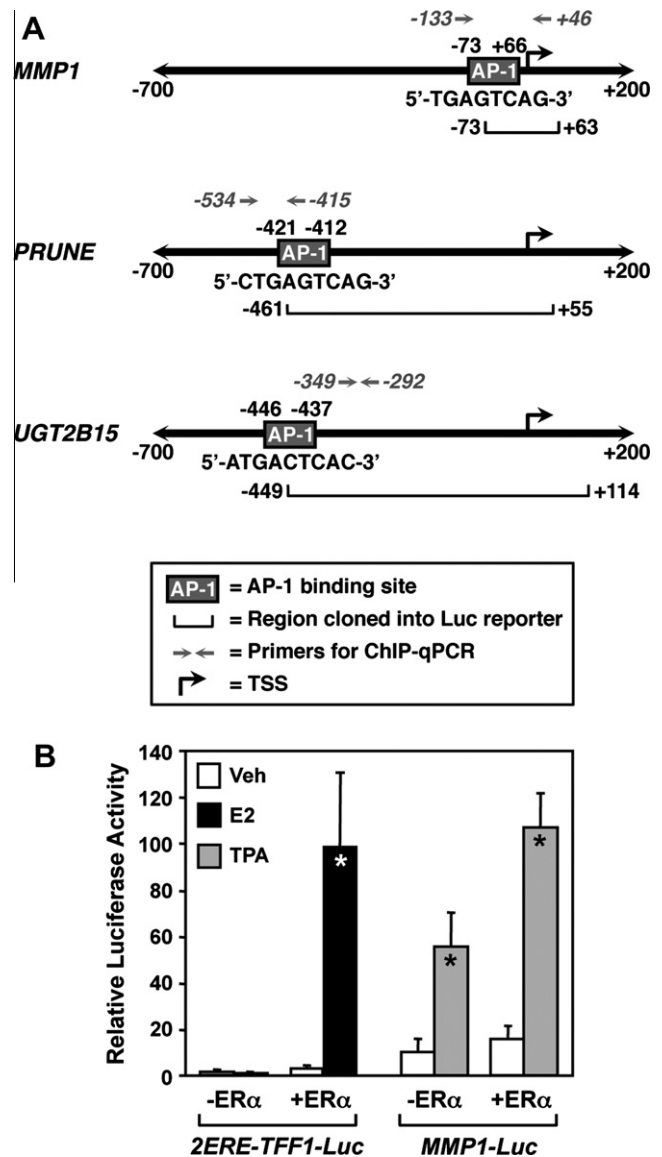 A
-133 +46
-73 +66
MMP1 AP-1
-700 +200
5'-TGAGTCAG-3'
-73 +63
-534 -415
-421 -412
PRUNE AP-1
-700 +200
5'-CTGAGTCAG-3'
-461 +55
-349 -292
-446 -437
UGT2B15 AP-1
-700 +200
5'-ATGACTCAC-3'
-449 +114
AP-1 = AP-1 binding site
= Region cloned into Luc reporter
= Primers for ChIP-qPCR
= TSS
B
Relative Luciferase Activity
140
120
100
80
60
40
20
0
Veh
E2
TPA
* * *
-ERα +ERα -ERα +ERα
2ERE-TFF1-Luc MMP1-Luc